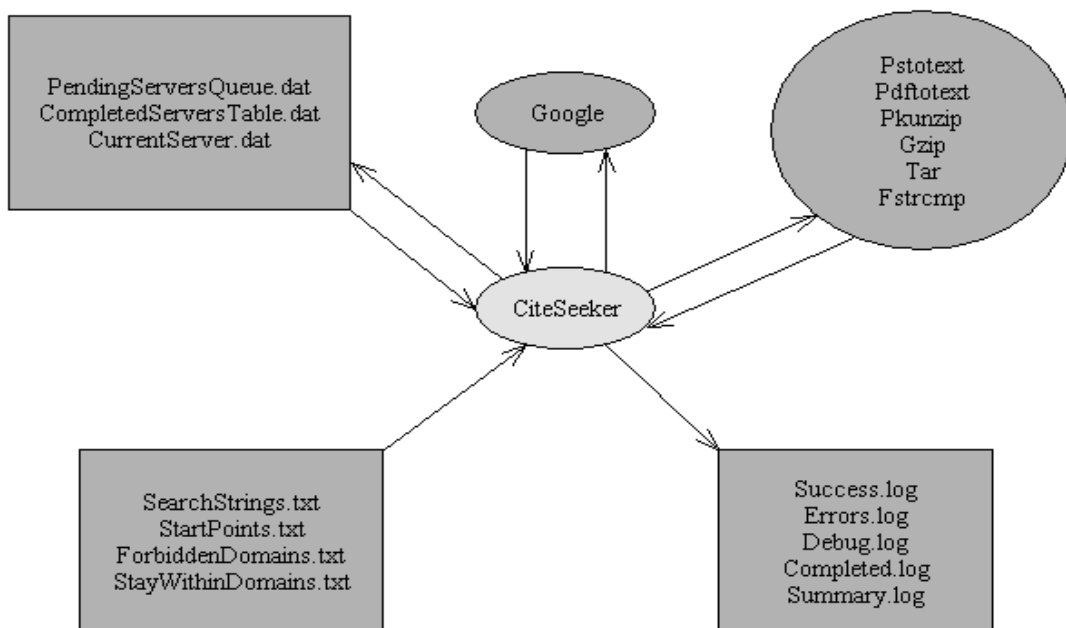 PendingServersQueue.dat
CompletedServersTable.dat
CurrentServer.dat
Google
Pstotext
Pdftotext
Pkunzip
Gzip
Tar
Fstrcmp
CiteSeeker
SearchStrings.txt
StartPoints.txt
ForbiddenDomains.txt
StayWithinDomains.txt
Success.log
Errors.log
Debug.log
Completed.log
Summary.log